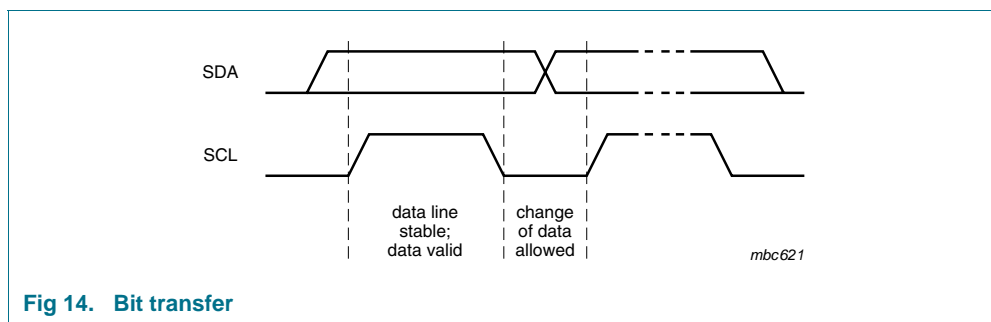 SDA
SCL
data line
stable;
data valid
change
of data
allowed
mbc621
Fig 14. Bit transfer